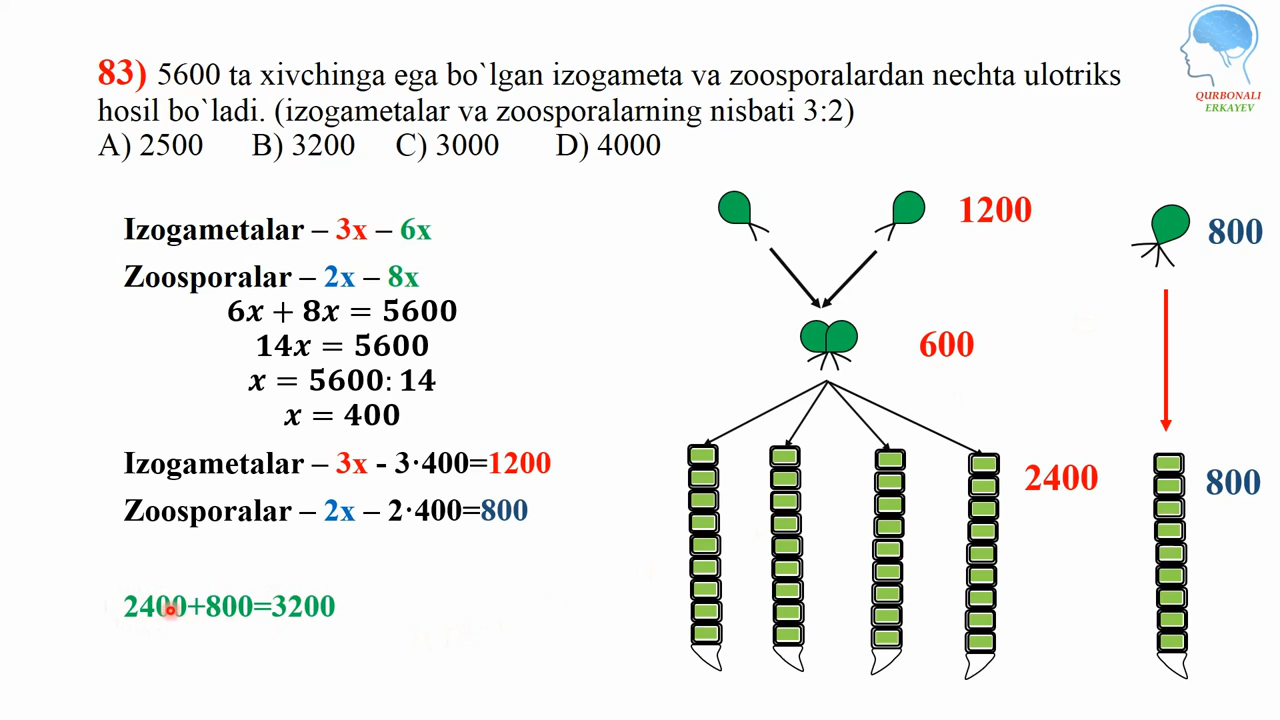 83) 5600 ta xivchinga ega bo`lgan izogameta va zoosporalardan nechta ulotriks
hosil bo`ladi. (izogametalar va zoosporalarning nisbati 3:2)
A) 2500 B) 3200 C) 3000 D) 4000
QURBONALI
ERKAYEV
Izogametalar – 3x – 6x
Zoosporalar – 2x – 8x
6x + 8x = 5600
14x = 5600
x = 5600: 14
x = 400
Izogametalar – 3x - 3·400=1200
Zoosporalar – 2x – 2·400=800
2400+800=3200
1200
800
600
2400
800